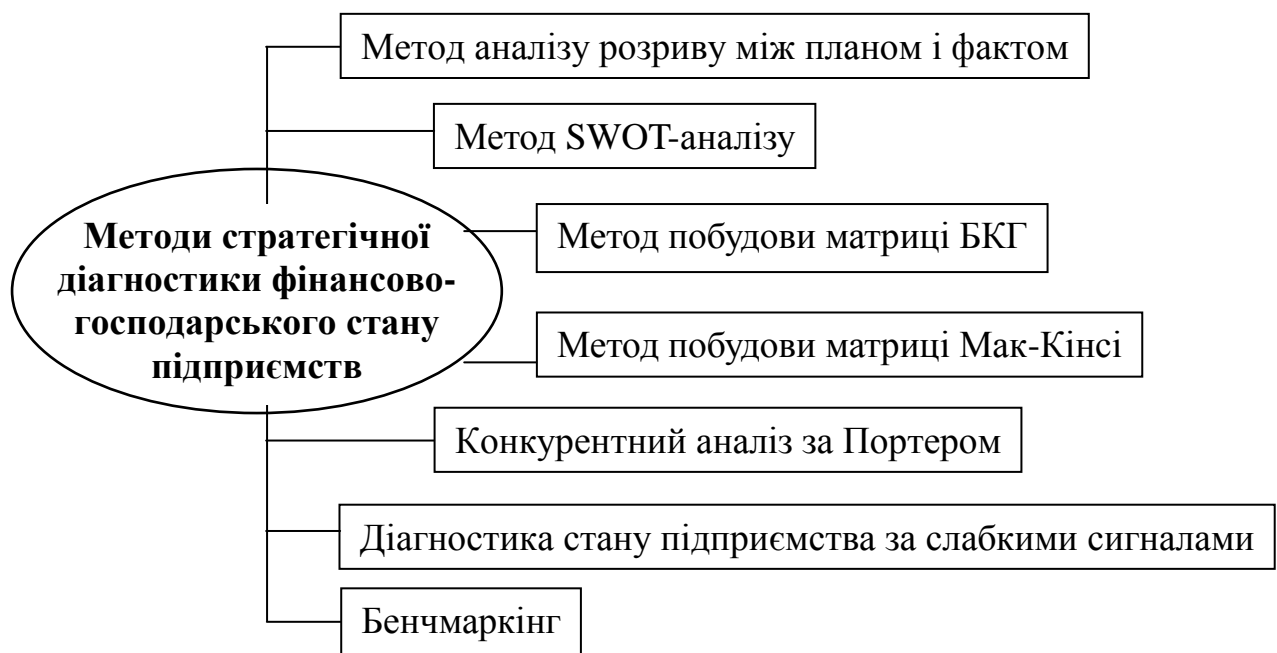 Метод аналізу розриву між планом і фактом
Метод SWOT-аналізу
Методи стратегічної
діагностики фінансово-
господарського стану
підприємств
Метод побудови матриці БКГ
Метод побудови матриці Мак-Кінсі
Конкурентний аналіз за Портером
Діагностика стану підприємства за слабкими сигналами
Бенчмаркінг